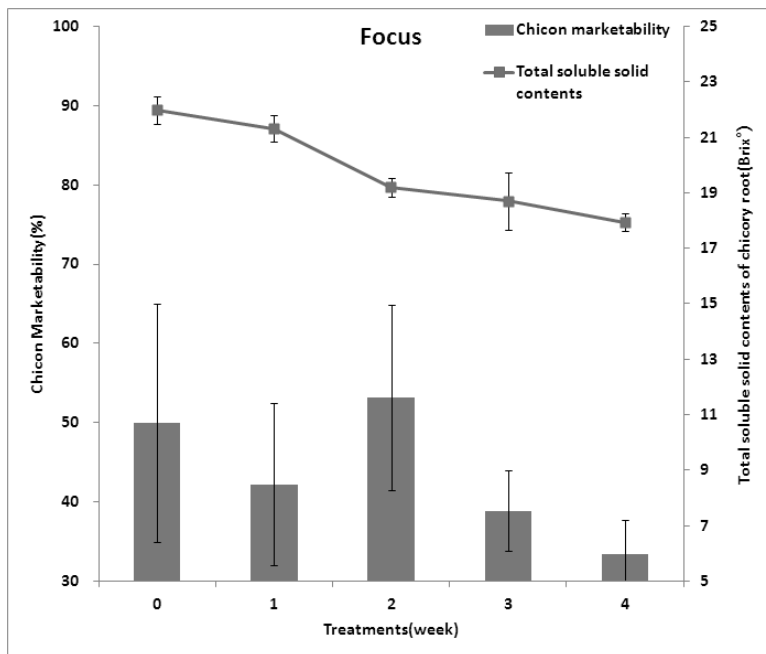 Focus
Chicon marketability
Total soluble solid
contents
Chicon Marketability(%)
100
90
80
70
60
50
40
30
25
23
21
19
17
15
13
11
9
7
5
Total soluble solid contents of chicory root(Brix°)
0 1 2 3 4
Treatments(week)